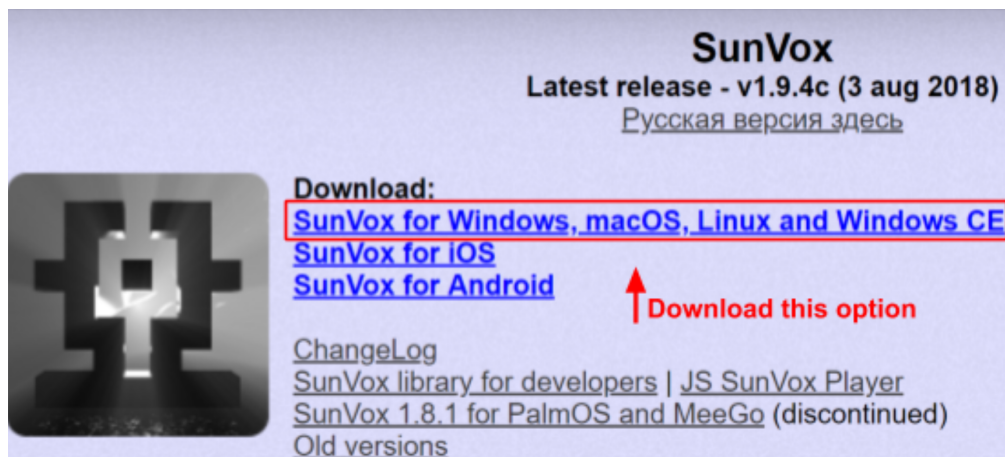 SunVox
Latest release - v1.9.4c (3 aug 2018)
Русская версия здесь
Download:
SunVox for Windows, macOS, Linux and Windows CE
SunVox for iOS
SunVox for Android
Download this option
ChangeLog
SunVox library for developers | JS SunVox Player
SunVox 1.8.1 for PalmOS and MeeGo (discontinued)
Old versions